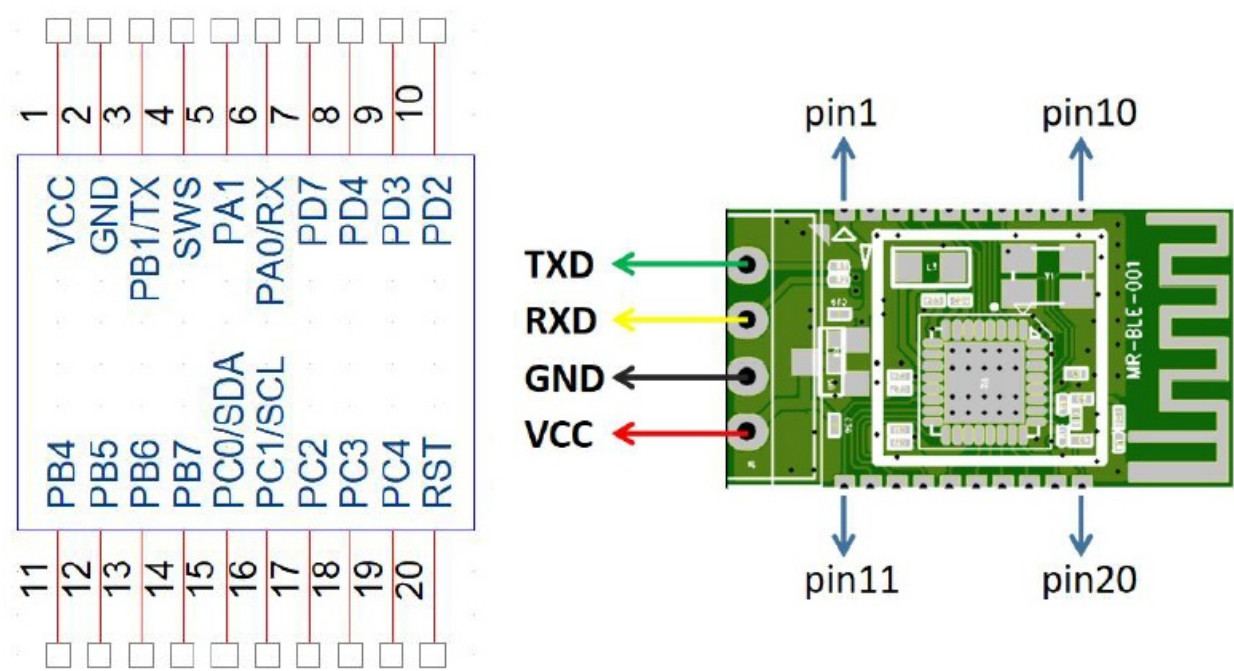 1
2
3
4
5
6
7
8
9
10
VCC
GND
PB1/TX
SWS
PA1
PA0/RX
PD7
PD4
PD3
PD2
PB4
PB5
PB6
PB7
PC0/SDA
PC1/SCL
PC2
PC3
PC4
RST
11
12
13
14
15
16
17
18
19
20
pin1
pin10
TXD
RXD
GND
VCC
MR-BLE-001
pin11
pin20